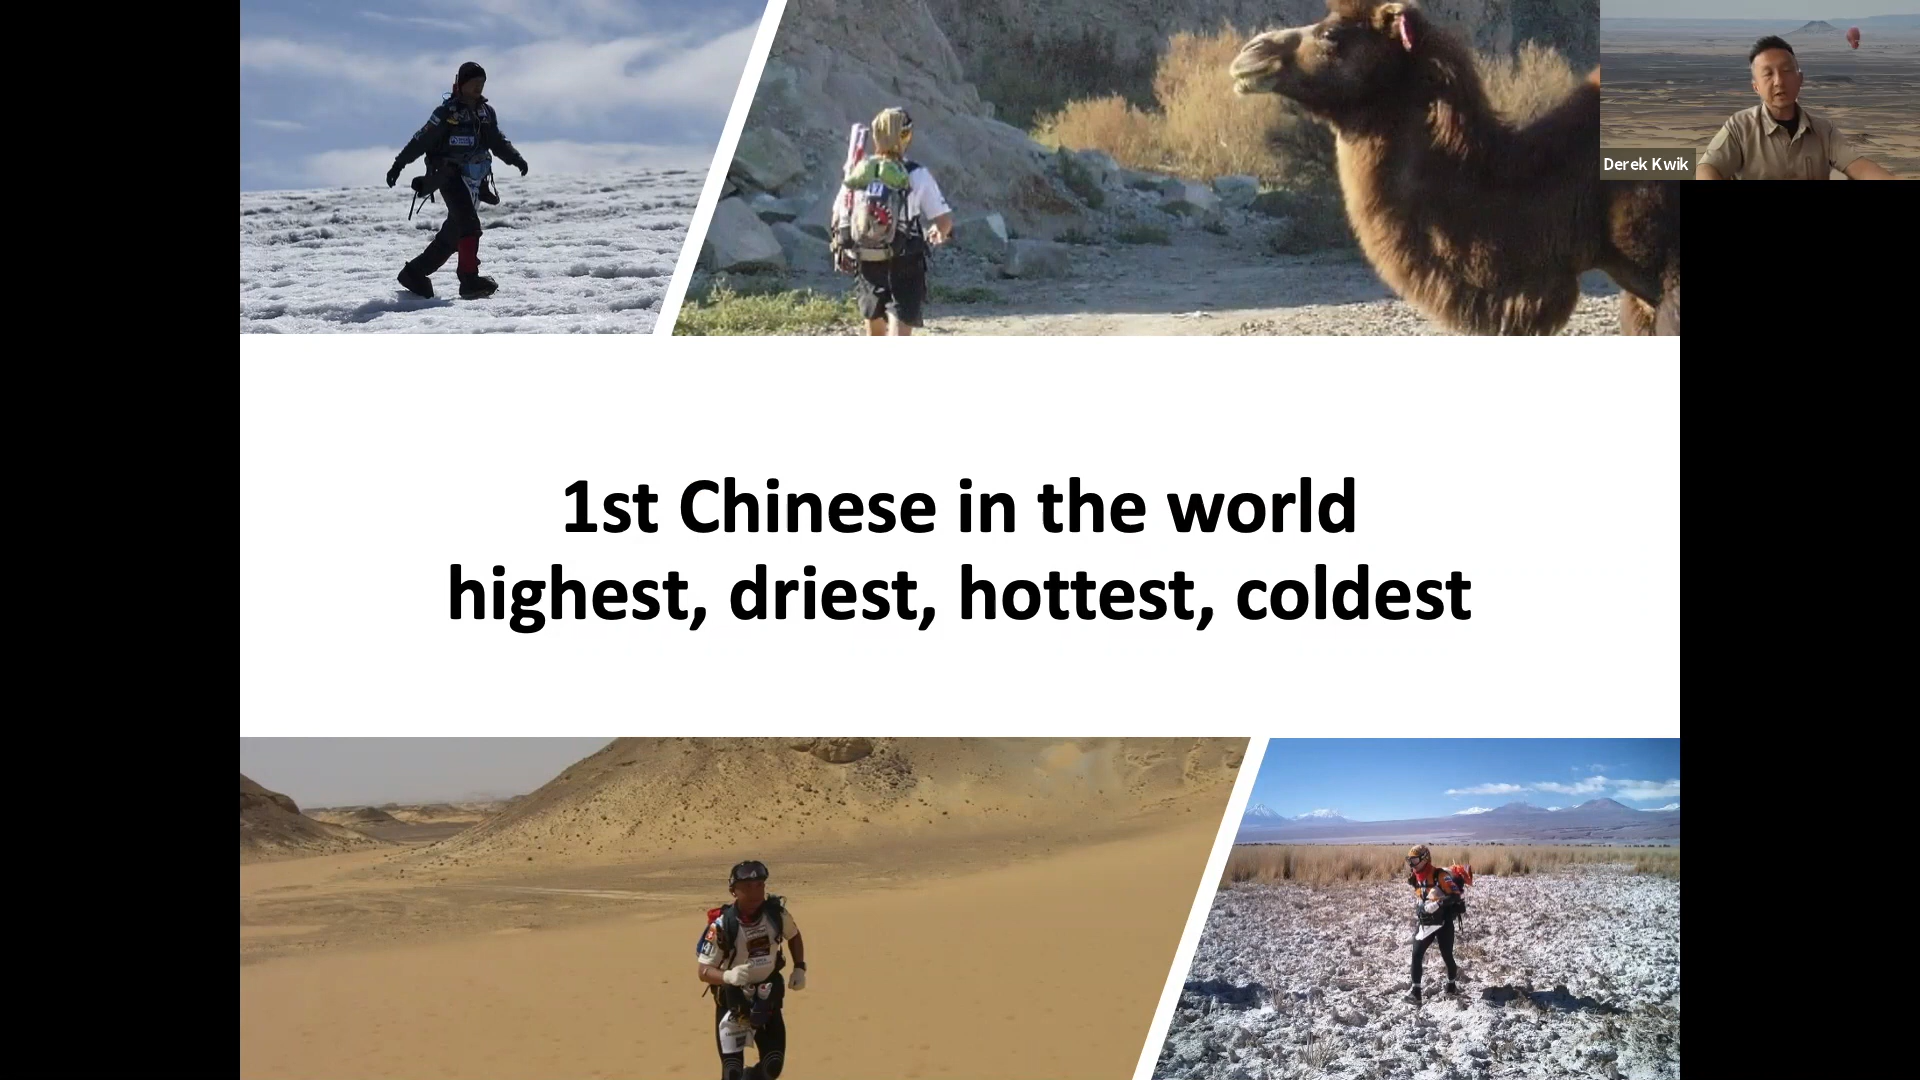 Derek Kwik
1st Chinese in the world
highest, driest, hottest, coldest